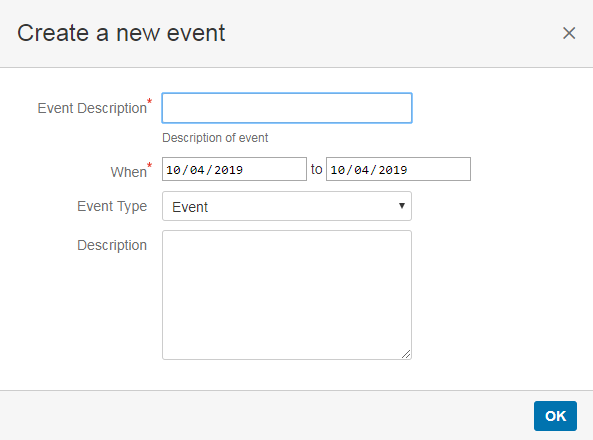 Create a new event
Event Description*
Description of event
When* 10/04/2019 to 10/04/2019
Event Type Event
Description
OK